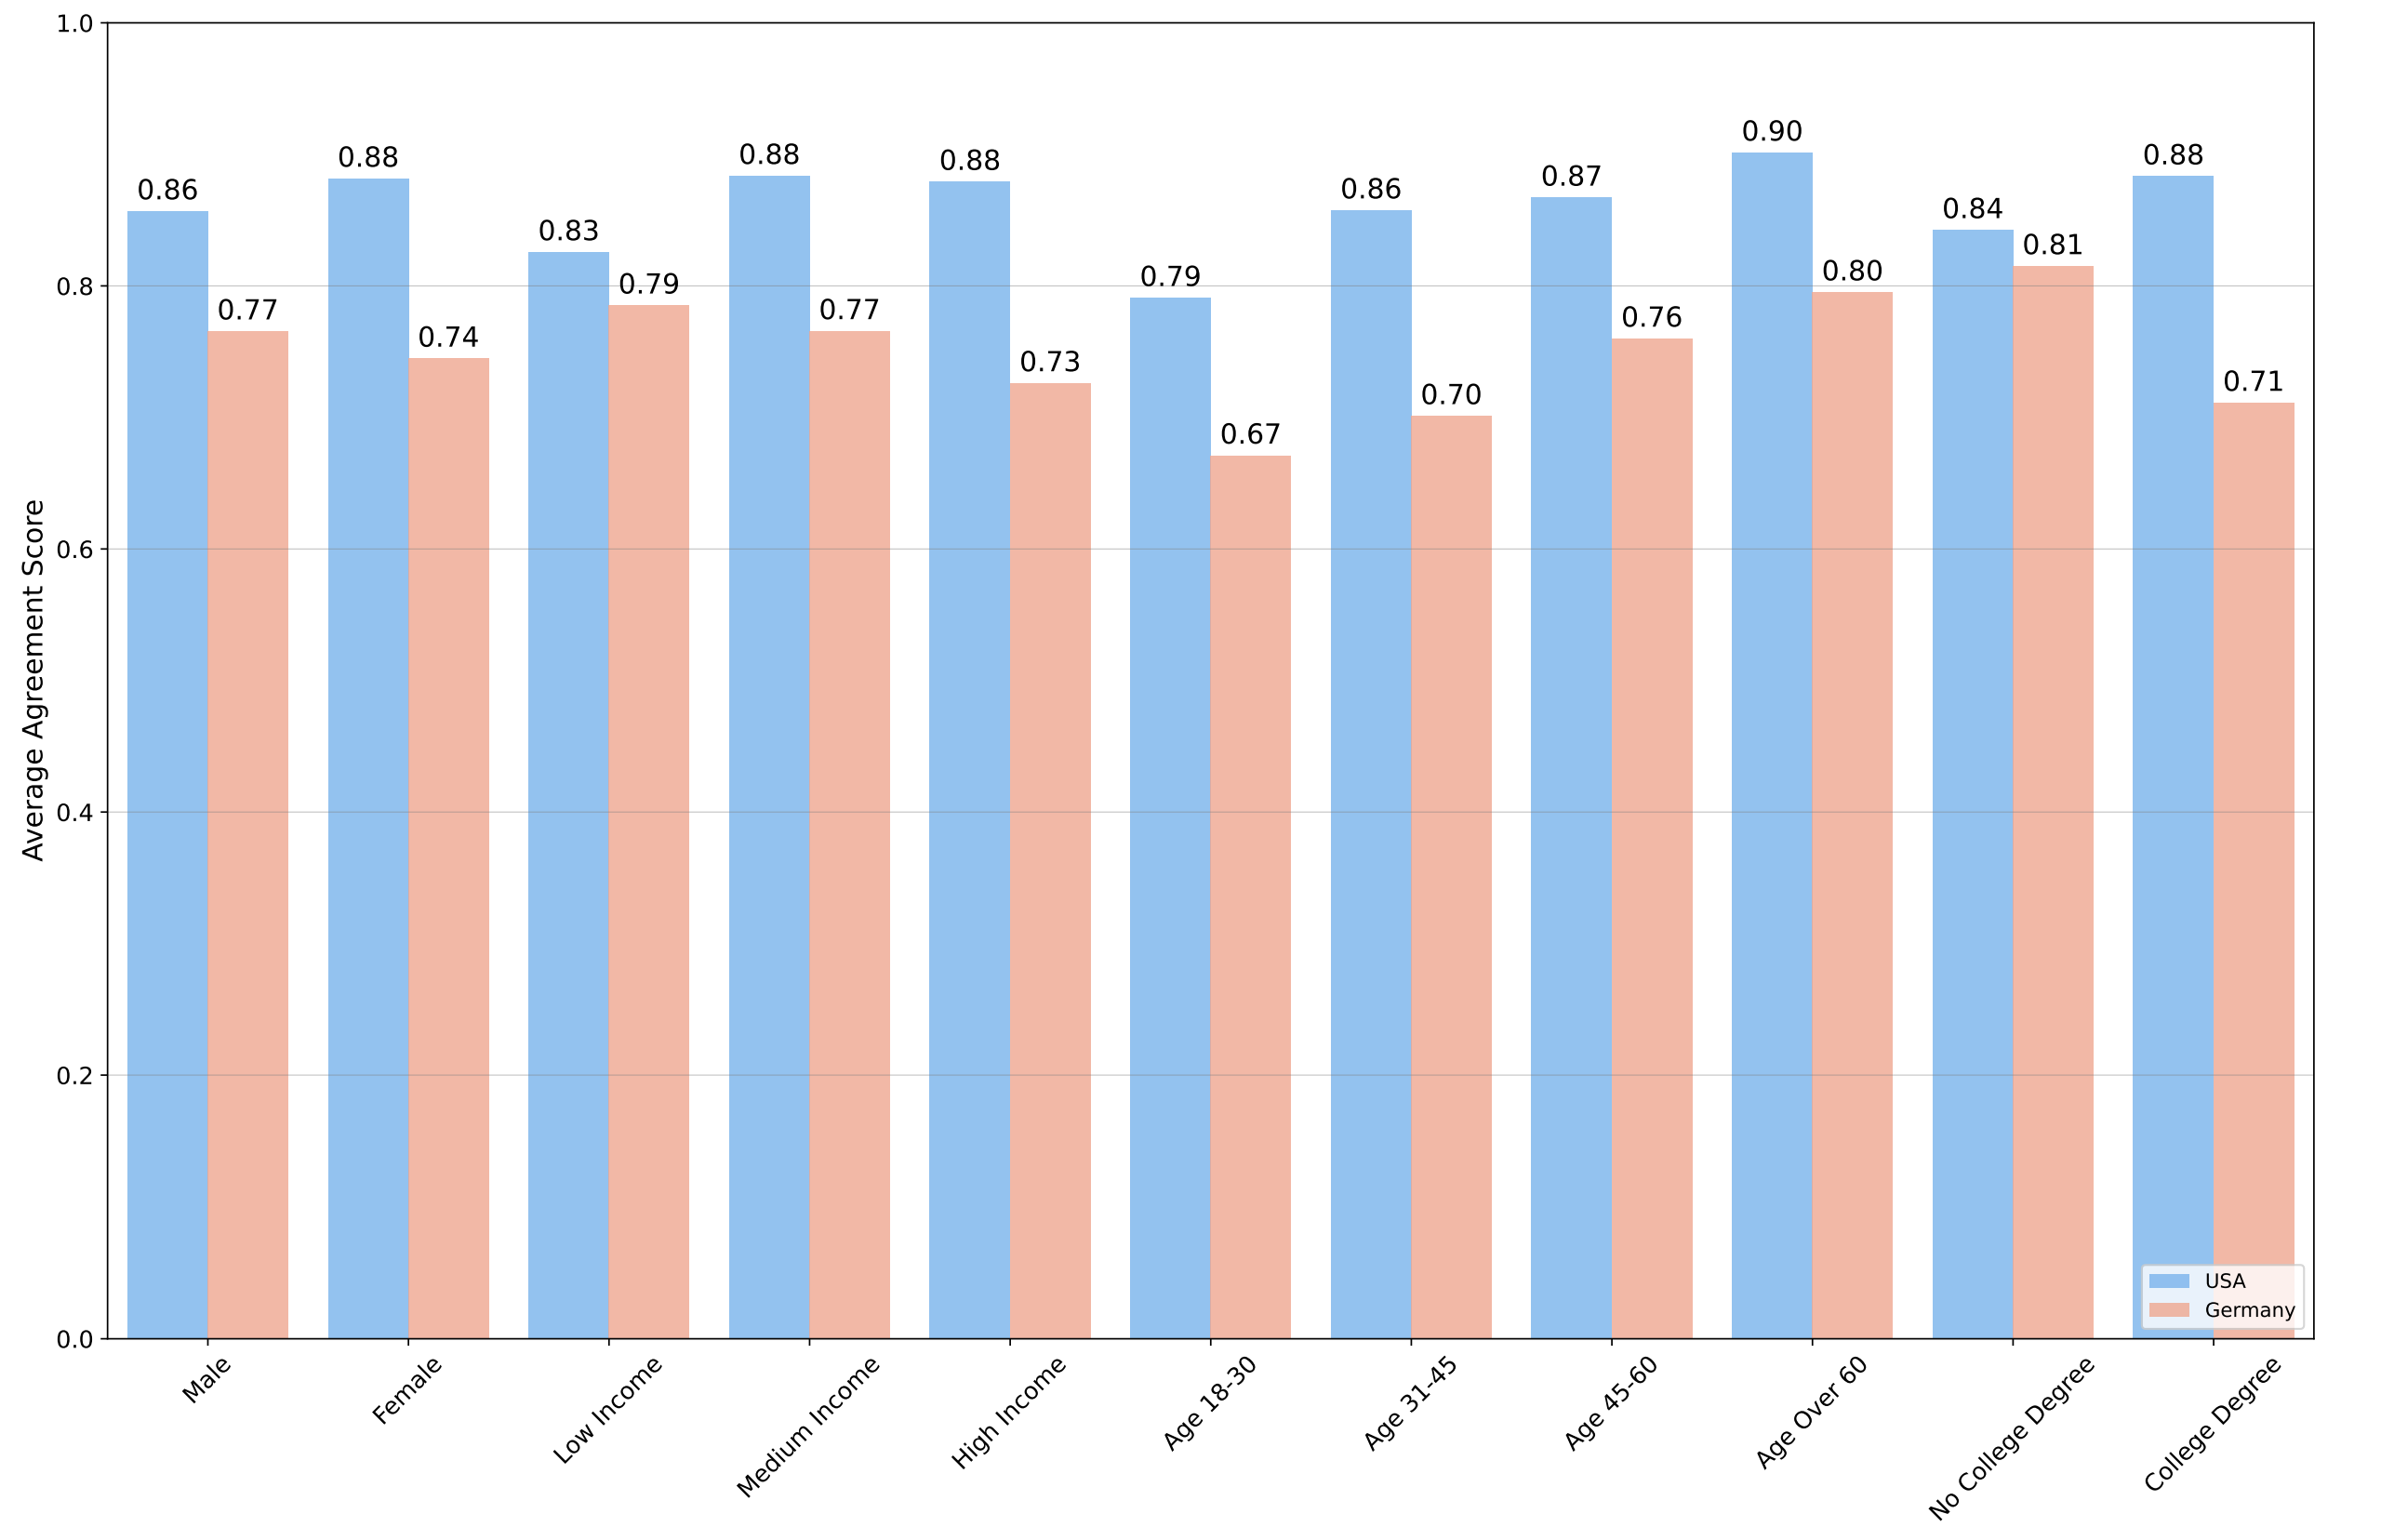 Average Agreement Score
1.0
0.8
0.6
0.4
0.2
0.0
0.86
0.77
0.88
0.74
0.83
0.79
0.88
0.77
0.88
0.73
0.79
0.67
0.86
0.70
0.87
0.76
0.90
0.80
0.84
0.81
0.88
0.71
USA
Germany
Male
Female
Low Income
Medium Income
High Income
Age 18-30
Age 31-45
Age 45-60
Age Over 60
No College Degree
College Degree